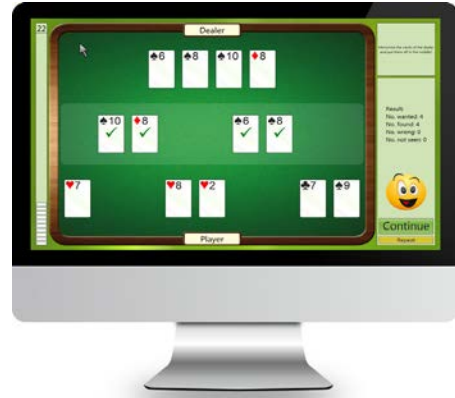 22
Dealer
6 8 10 8
10 8 6 8
7 8 2 7 9
Player
Result:
No. wanted: 4
No. found: 4
No. wrong: 0
No. not seen: 0
Continue
Repeat